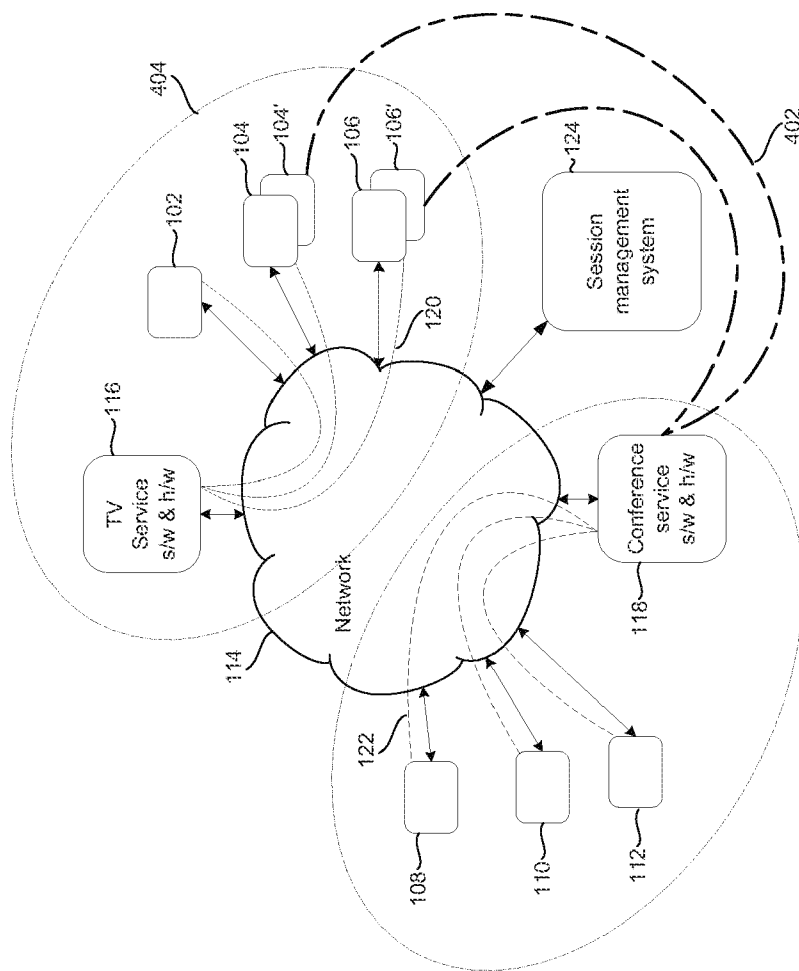 404
102
104
104'
106
106'
402
124
Session
management
system
120
116
TV
Service
s/w & h/w
Network
114
Conference
service
s/w & h/w
118
122
108
110
112